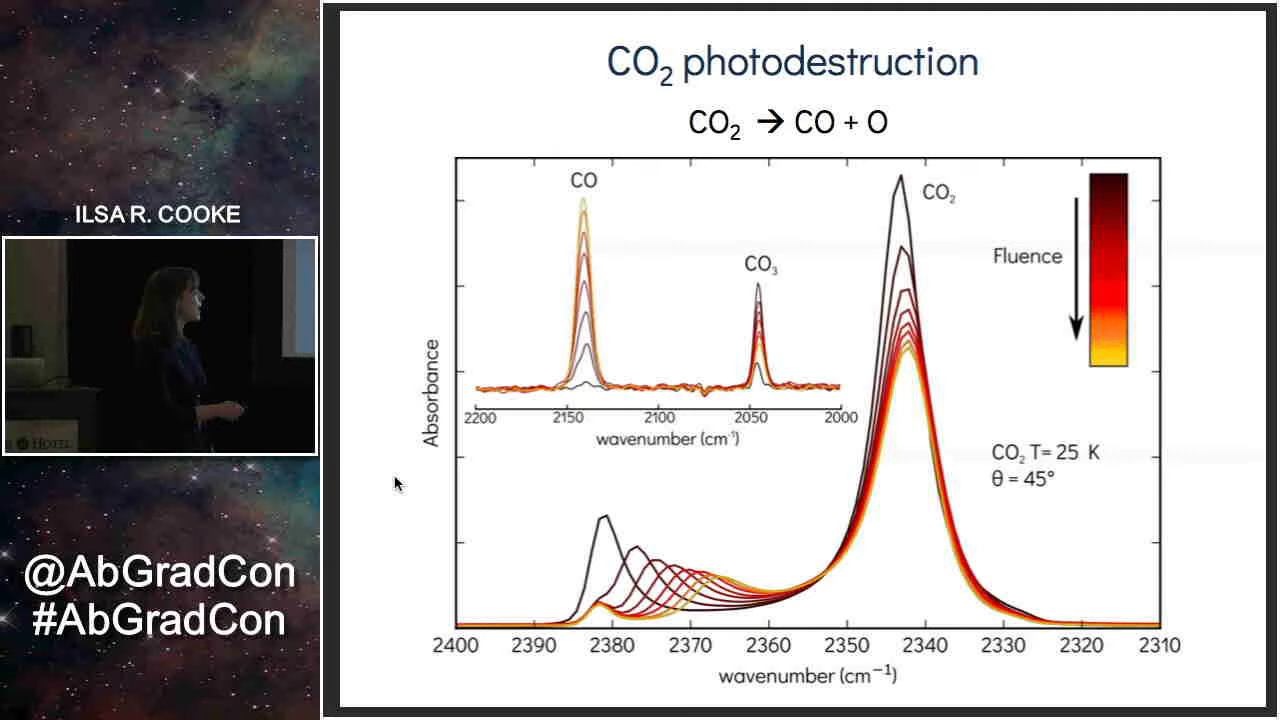 ILSA R. COOKE
HOTEL
@AbGradCon
#AbGradCon
CO₂ photodestruction
CO₂ → CO + O
CO
CO₃
CO₂
Fluence
Absorbance
2200 2150 2100 2050 2000
wavenumber (cm⁻¹)
CO₂ T= 25 K
θ = 45°
2400 2390 2380 2370 2360 2350 2340 2330 2320 2310
wavenumber (cm⁻¹)